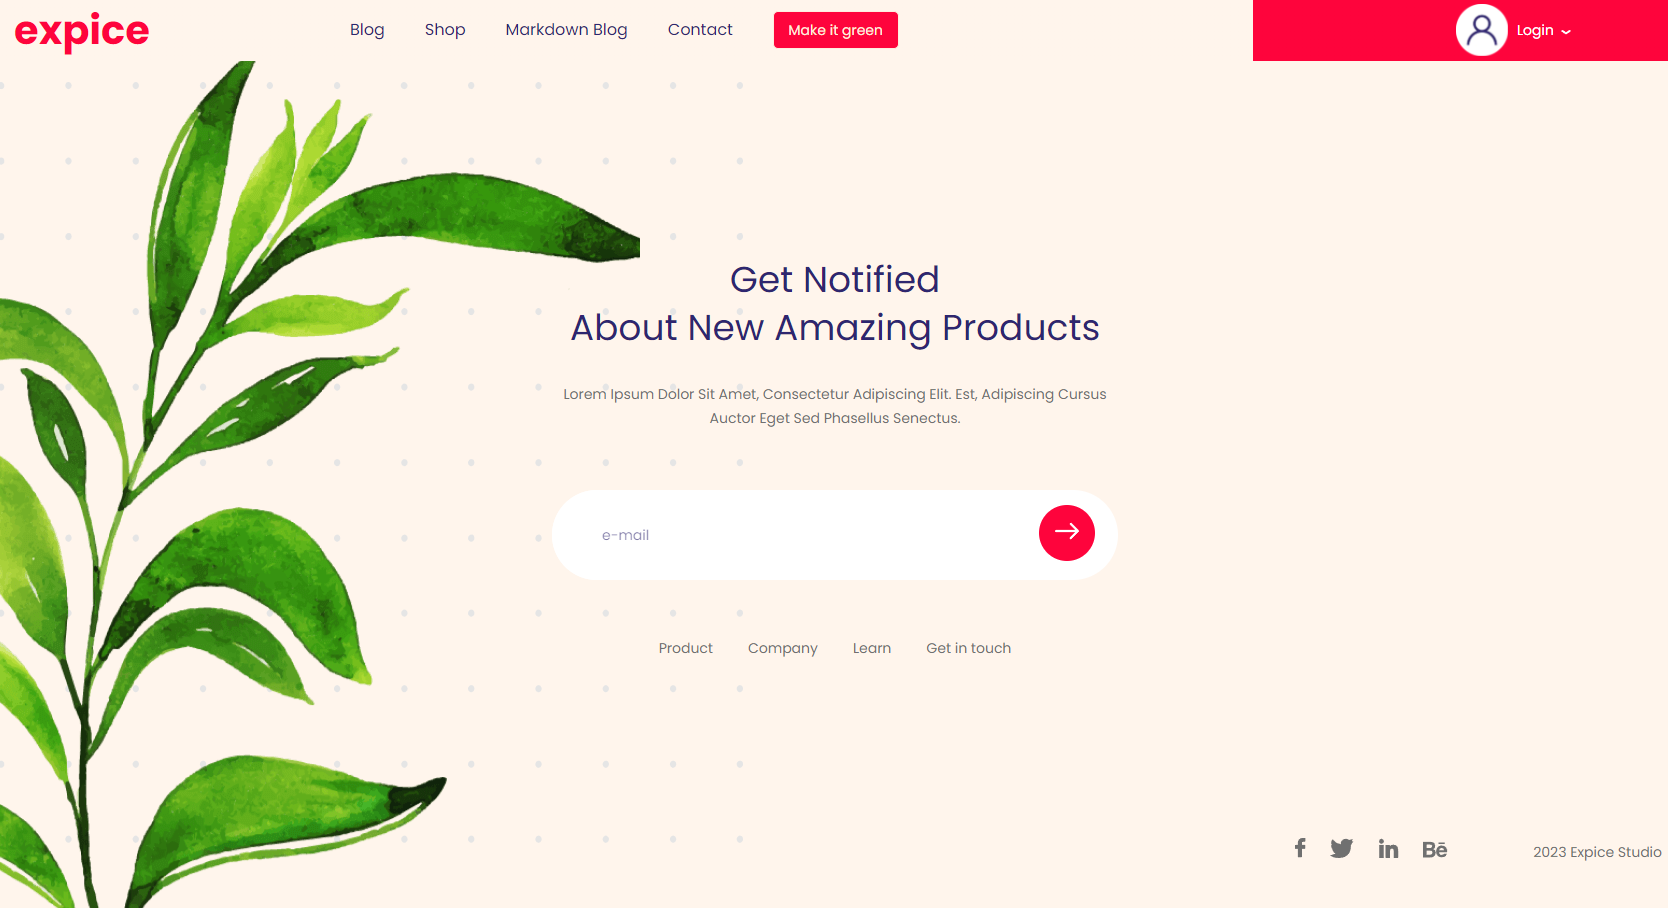 expice
Blog Shop Markdown Blog Contact Make it green Login
Get Notified
About New Amazing Products
Lorem Ipsum Dolor Sit Amet, Consectetur Adipiscing Elit. Est, Adipiscing Cursus
Auctor Eget Sed Phasellus Senectus.
e-mail
Product Company Learn Get in touch
2023 Expice Studio